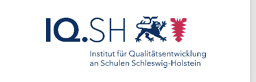 IQ.SH
Institut für Qualitätsentwicklung
an Schulen Schleswig-Holstein